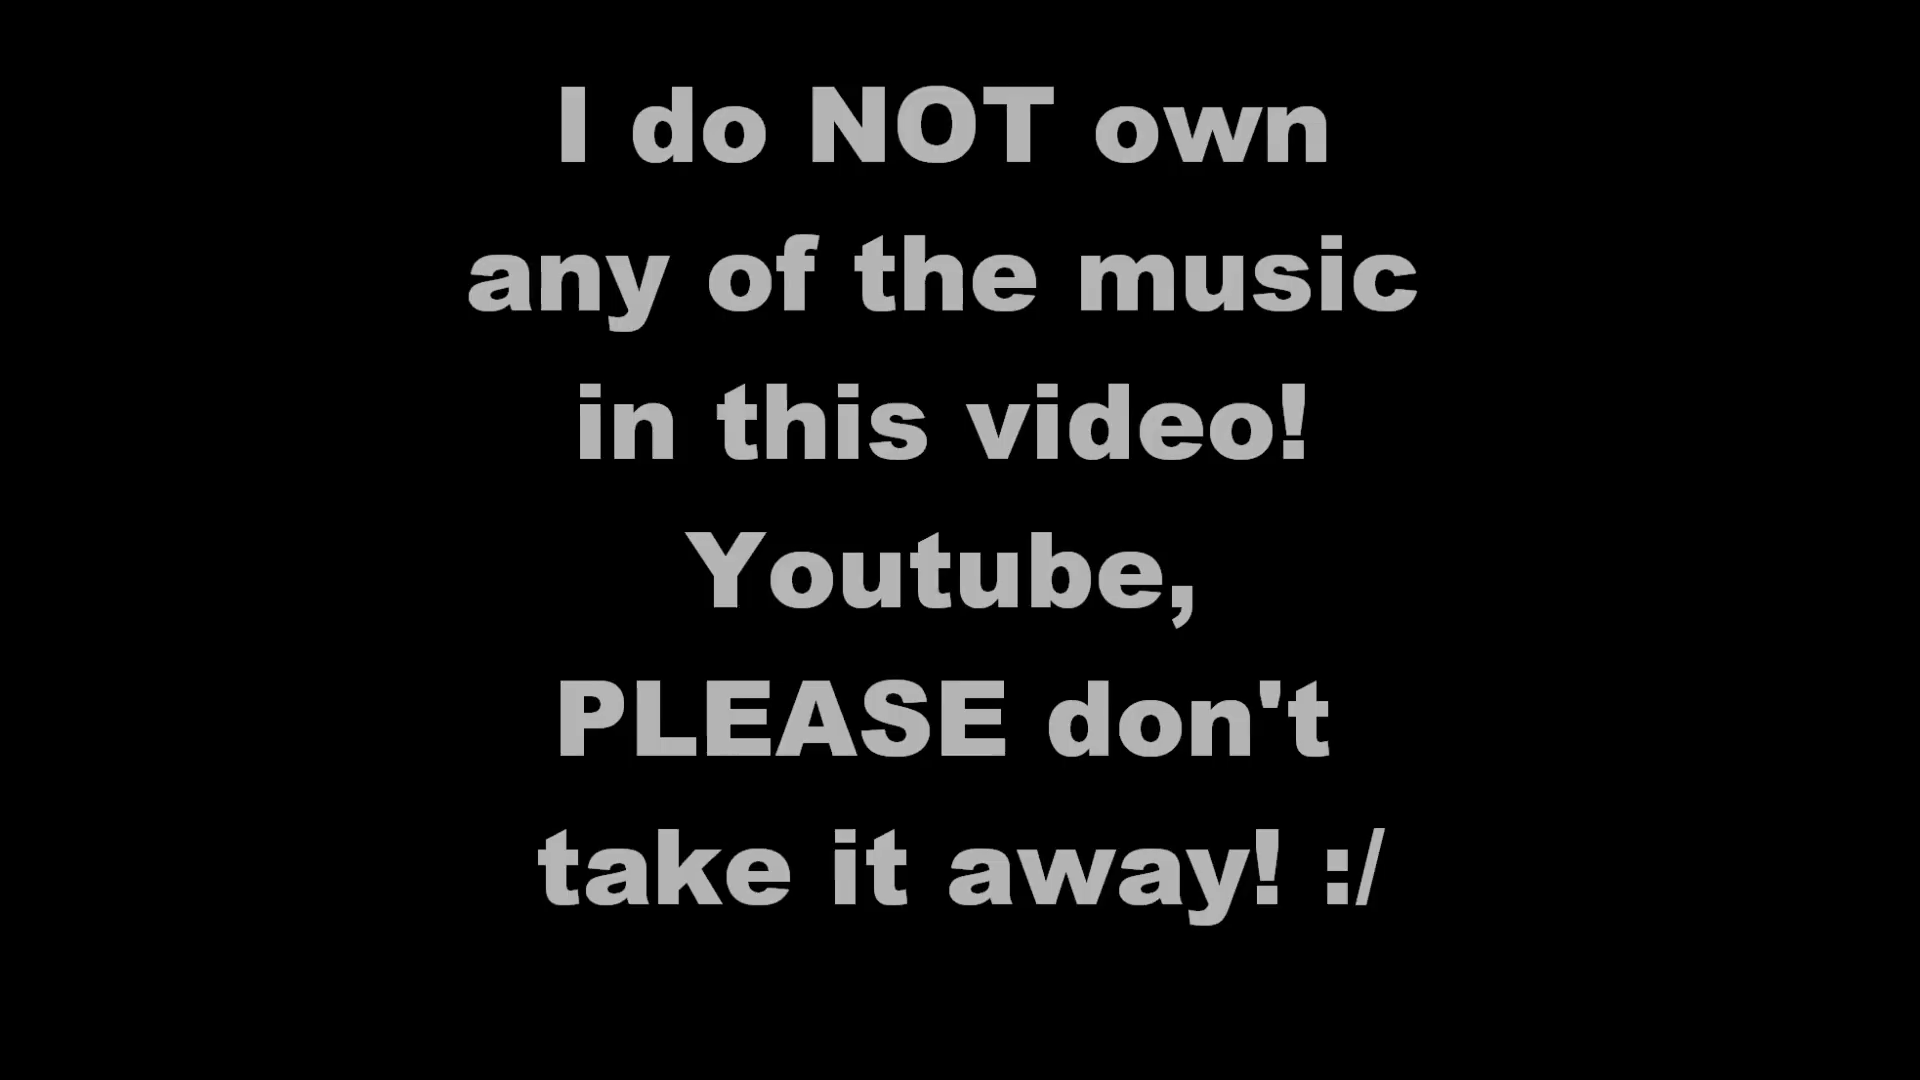 I do NOT own
any of the music
in this video!
Youtube,
PLEASE don't
take it away! :/